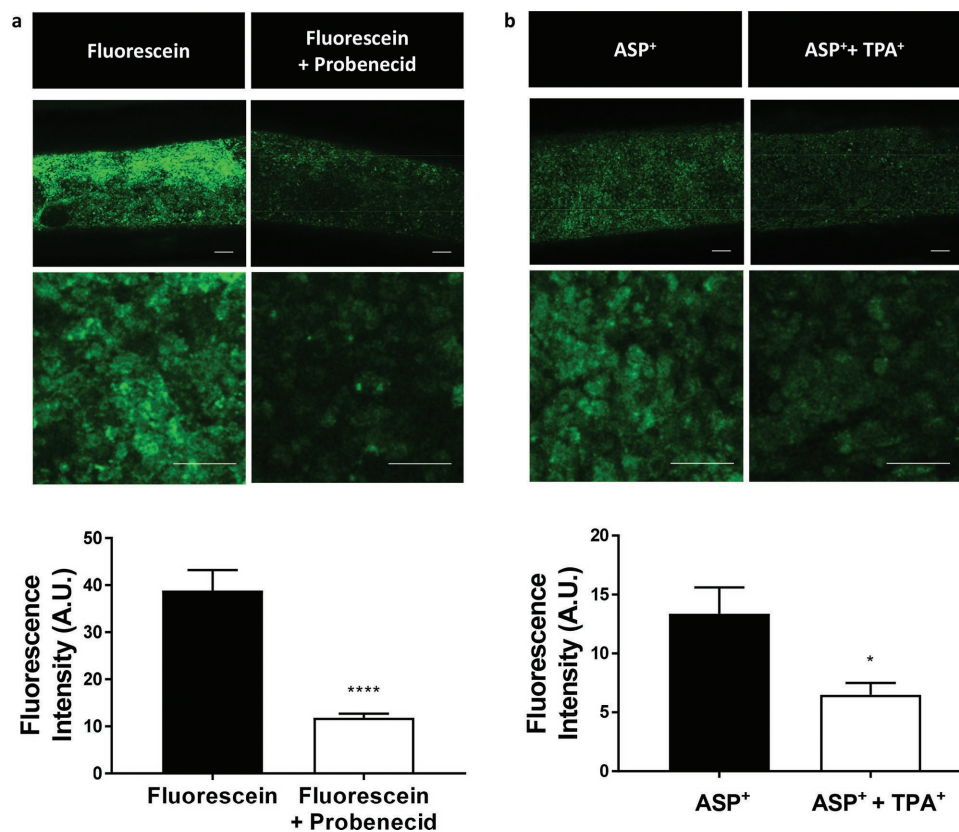 a
Fluorescein
Fluorescein
+ Probenecid
b
ASP⁺
ASP⁺+ TPA⁺
Fluorescence
Intensity (A.U.)
50
40
30
20
10
0
****
Fluorescein
Fluorescein
+ Probenecid
Fluorescence
Intensity (A.U.)
20
15
10
5
0
*
ASP⁺
ASP⁺ + TPA⁺